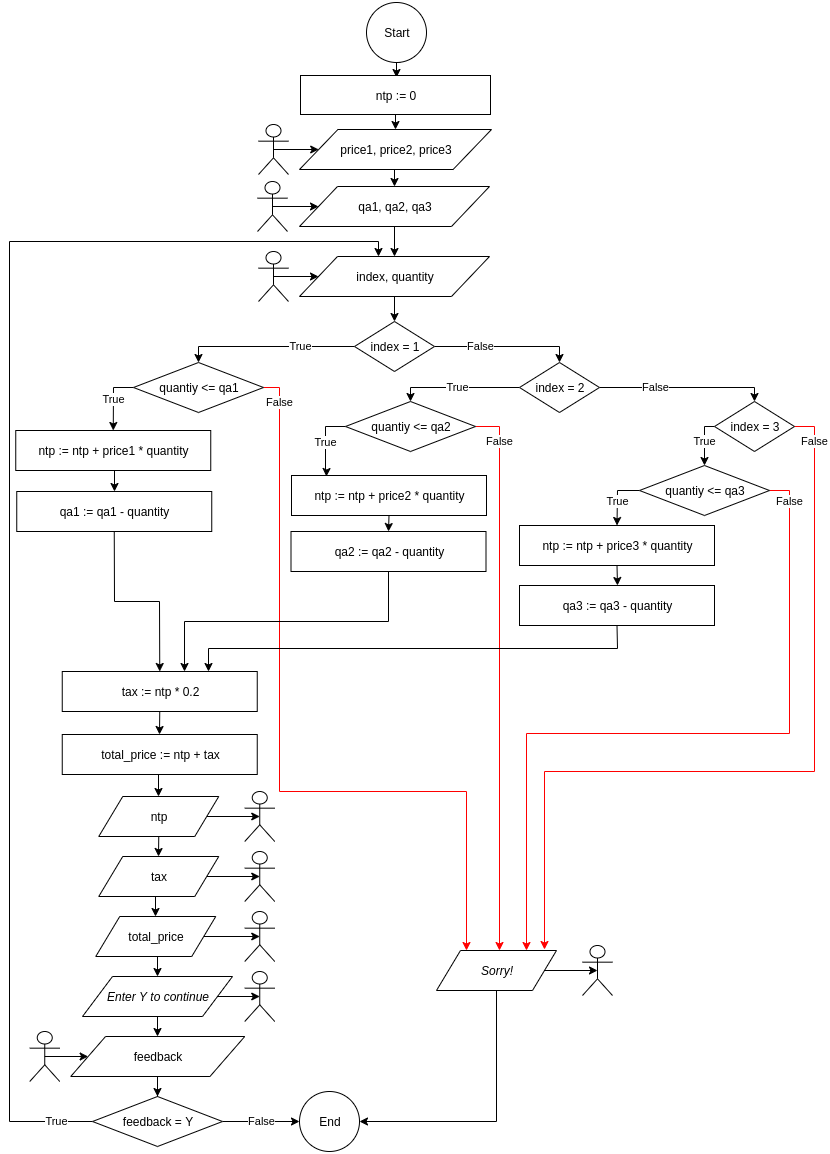 Start
ntp := 0
price1, price2, price3
qa1, qa2, qa3
index, quantity
index = 1
True
False
quantiy <= qa1
index = 2
True
False
True
False
quantiy <= qa2
index = 3
True
False
True
False
ntp := ntp + price1 * quantity
quantiy <= qa3
True
False
ntp := ntp + price2 * quantity
qa1 := qa1 - quantity
ntp := ntp + price3 * quantity
qa2 := qa2 - quantity
qa3 := qa3 - quantity
tax := ntp * 0.2
total_price := ntp + tax
ntp
tax
total_price
Sorry!
Enter Y to continue
feedback
feedback = Y
True
False
End